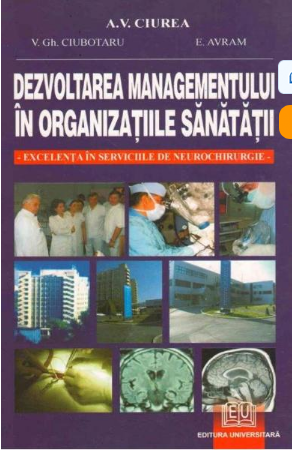 A.V. CIUREA
V. Gh. CIUBOTARU E. AVRAM
DEZVOLTAREA MANAGEMENTULUI
ÎN ORGANIZAȚIILE SĂNĂTĂȚII
- EXCELENȚA ÎN SERVICIILE DE NEUROCHIRURGIE -
EU
EDITURA UNIVERSITARĂ